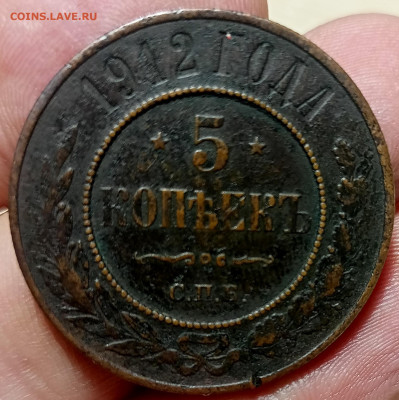 COINS.LAVE.RU
1912 ГОДА
5
КОПѢЕКЪ
С.П.Б.